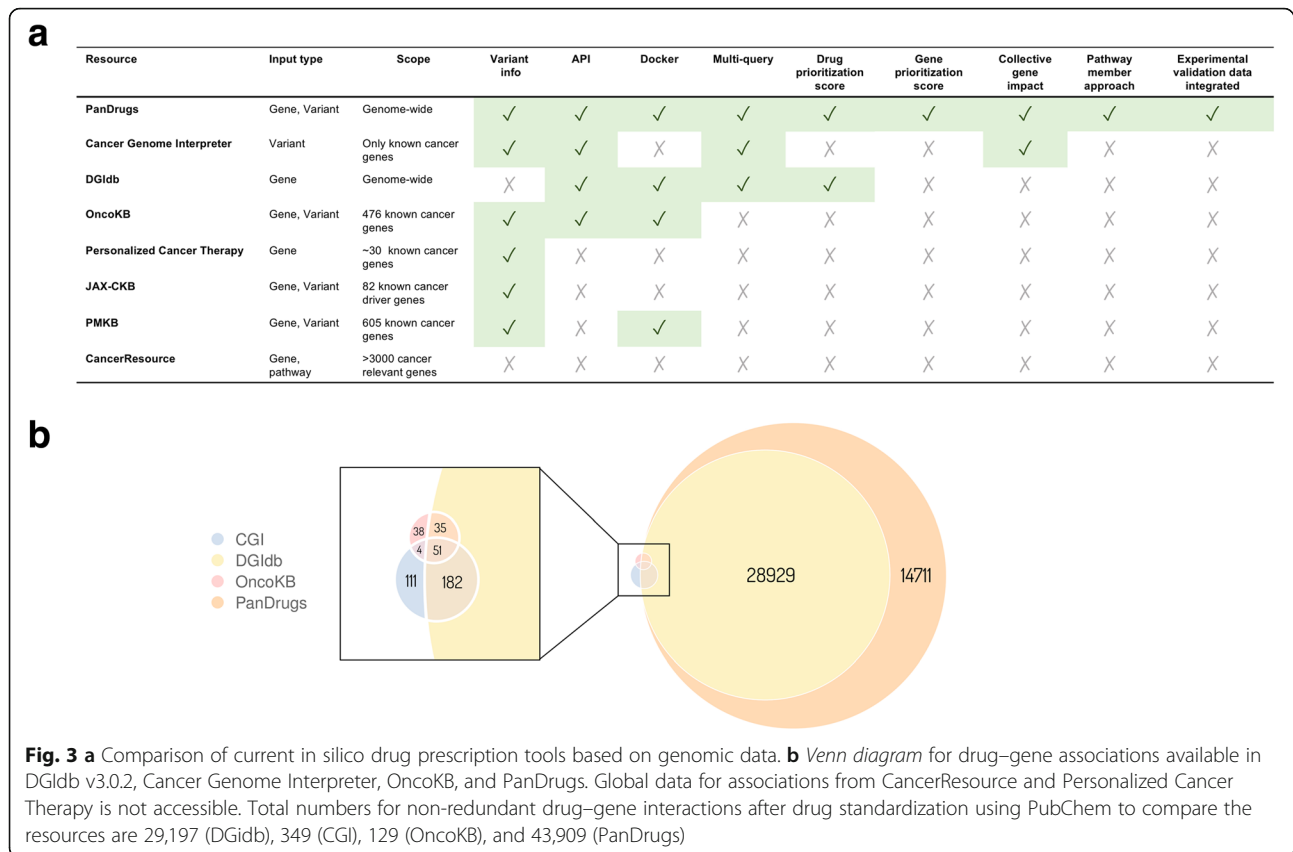 a
Resource Input type Scope Variant info API Docker Multi-query Drug prioritization score Gene prioritization score Collective gene impact Pathway member approach Experimental validation data integrated
PanDrugs Gene, Variant Genome-wide ✓ ✓ ✓ ✓ ✓ ✓ ✓ ✓ ✓
Cancer Genome Interpreter Variant Only known cancer genes ✓ ✓ X ✓ X X ✓ X X
DGIdb Gene Genome-wide X ✓ ✓ ✓ ✓ X X X X
OncoKB Gene, Variant 476 known cancer genes ✓ ✓ ✓ X X X X X X
Personalized Cancer Therapy Gene ~30 known cancer genes ✓ X X X X X X X X
JAX-CKB Gene, Variant 82 known cancer driver genes ✓ X X X X X X X X
PMKB Gene, Variant 605 known cancer genes ✓ X ✓ X X X X X X
CancerResource Gene, pathway >3000 cancer relevant genes X X X X X X X X X
b
CGI
DGIdb
OncoKB
PanDrugs
38 35
4 51
111 182
28929 14711
Fig. 3 a Comparison of current in silico drug prescription tools based on genomic data. b Venn diagram for drug–gene associations available in
DGIdb v3.0.2, Cancer Genome Interpreter, OncoKB, and PanDrugs. Global data for associations from CancerResource and Personalized Cancer
Therapy is not accessible. Total numbers for non-redundant drug–gene interactions after drug standardization using PubChem to compare the
resources are 29,197 (DGidb), 349 (CGI), 129 (OncoKB), and 43,909 (PanDrugs)